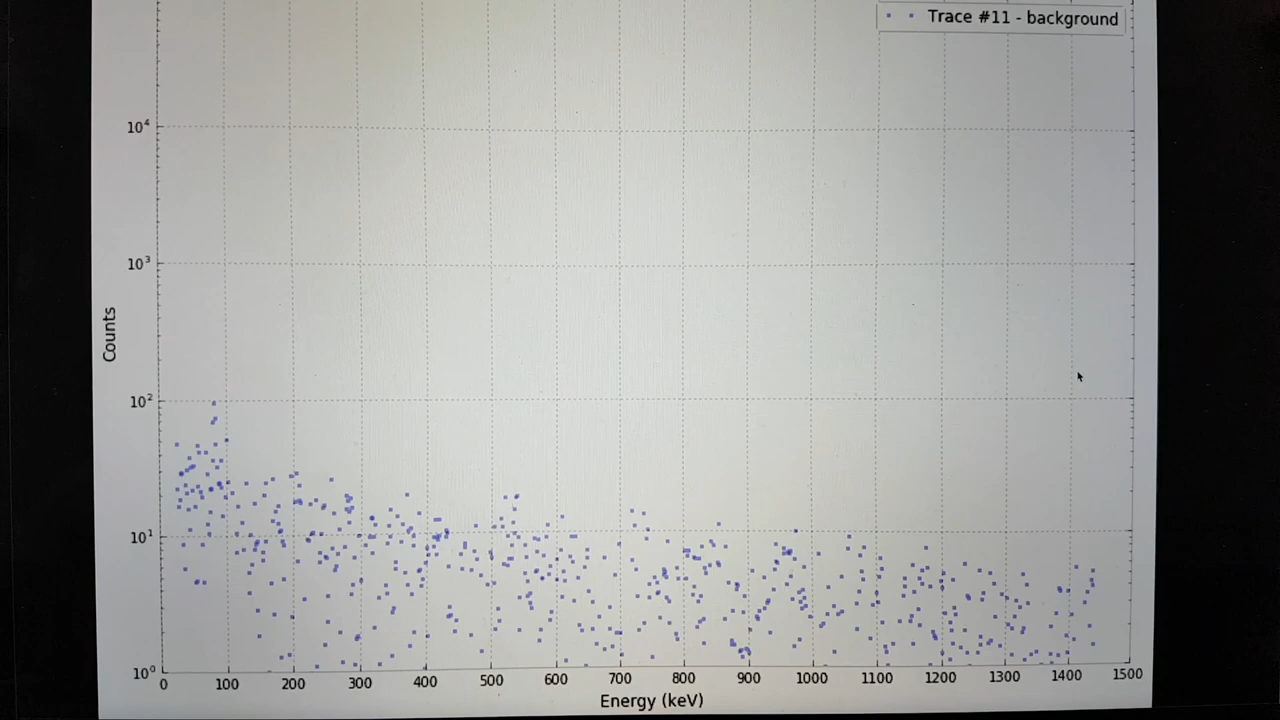 Trace #11 - background
10⁴
10³
10²
10¹
10⁰
Counts
0 100 200 300 400 500 600 700 800 900 1000 1100 1200 1300 1400 1500
Energy (keV)